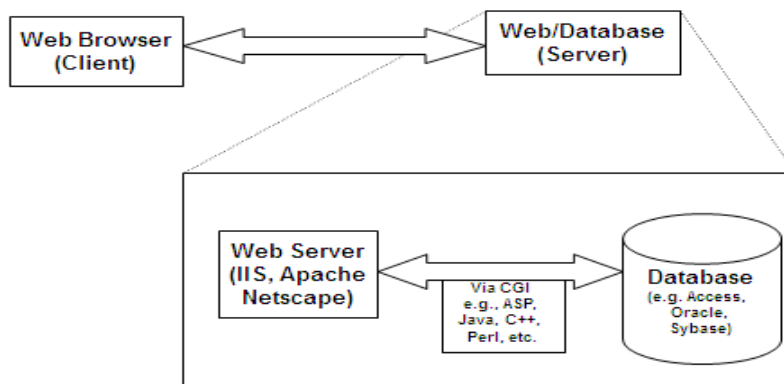 Web Browser
(Client)
Web/Database
(Server)
Web Server
(IIS, Apache
Netscape)
Via CGI
e.g., ASP,
Java, C++,
Perl, etc.
Database
(e.g. Access,
Oracle,
Sybase)